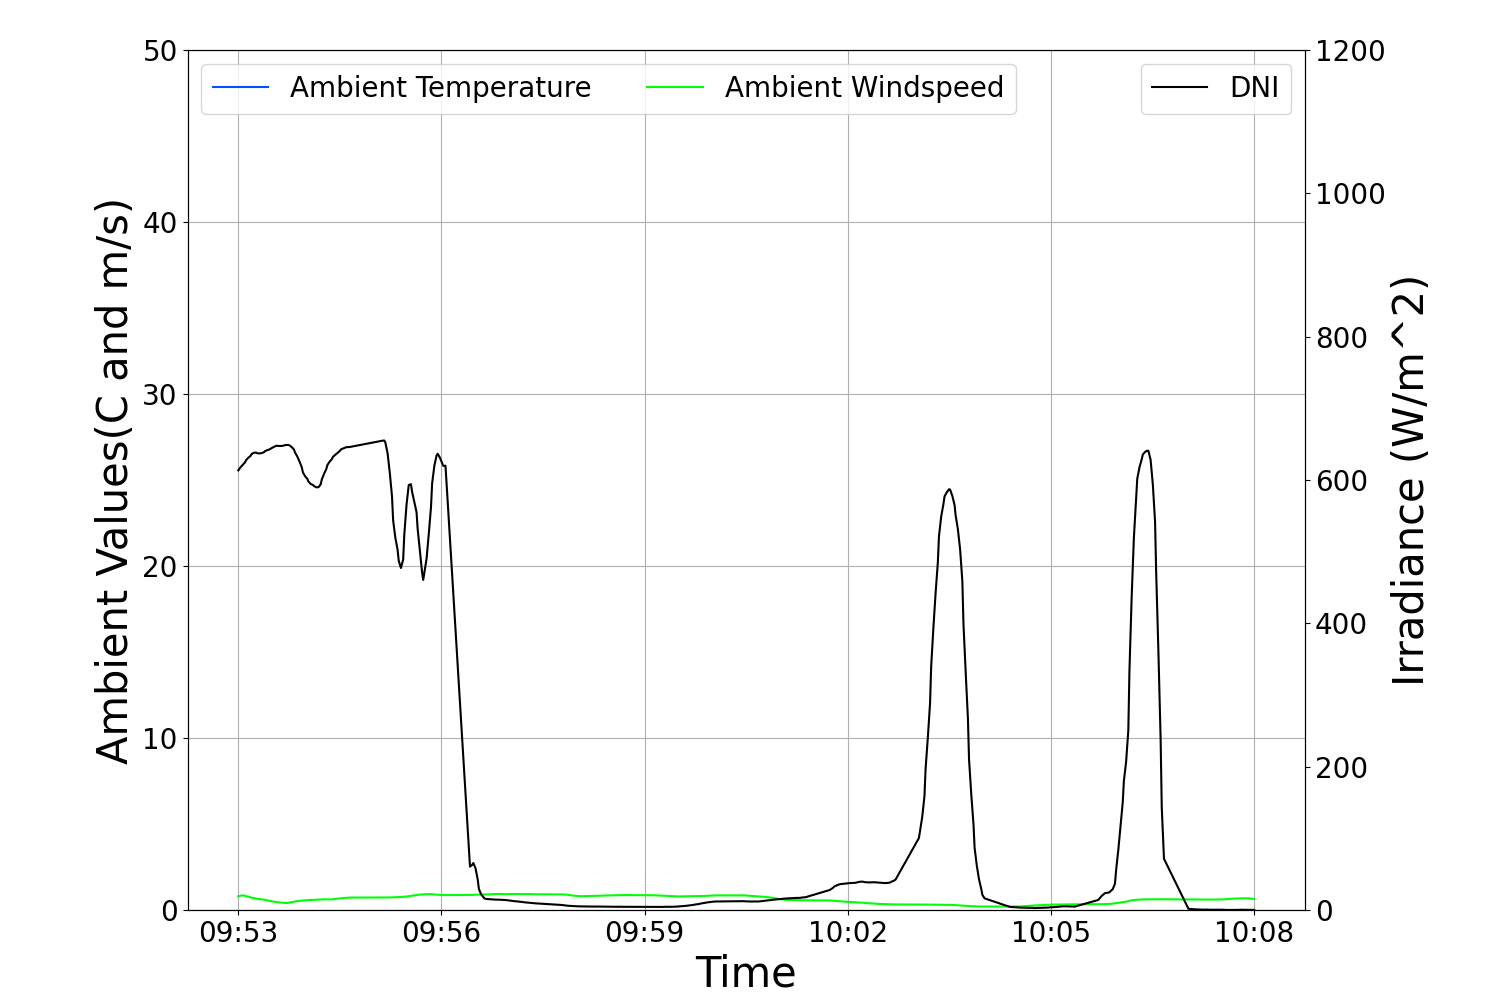 Ambient Temperature Ambient Windspeed DNI
Ambient Values(C and m/s)
50
40
30
20
10
0
1200
1000
800
600
400
200
0
Irradiance (W/m^2)
09:53 09:56 09:59 10:02 10:05 10:08
Time